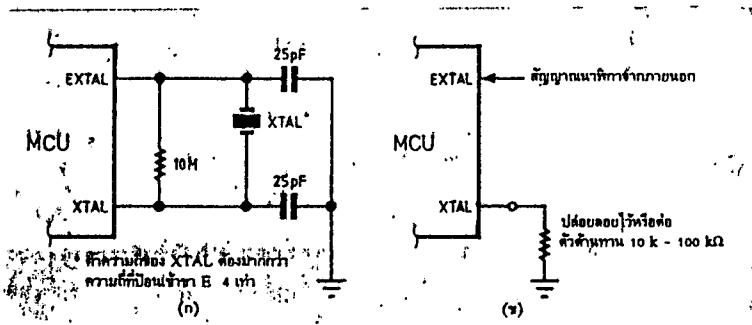 25pF
EXTAL
XTAL*
MCU
10M
25pF
XTAL
ค่าความถี่ของ XTAL ต้องมากกว่า
ความถี่ที่ป้อนเข้าขา E 4 เท่า
(ก)
EXTAL
สัญญาณนาฬิกาจากภายนอก
MCU
XTAL
ปล่อยลอยไว้หรือต่อ
ตัวต้านทาน 10 k - 100 kΩ
(ข)